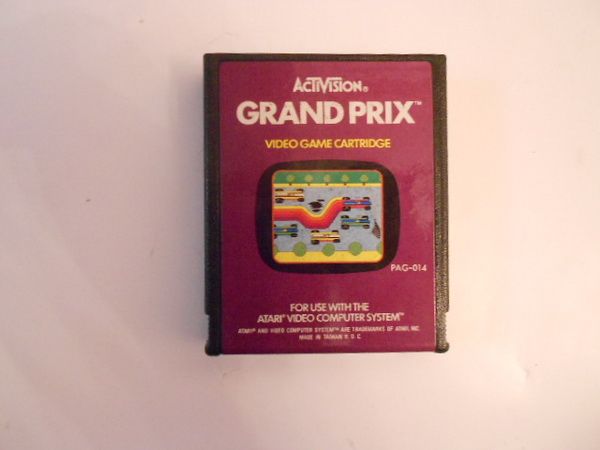 ACTIVISION®
GRAND PRIX™
VIDEO GAME CARTRIDGE
PAG-014
FOR USE WITH THE
ATARI® VIDEO COMPUTER SYSTEM™
ATARI® AND VIDEO COMPUTER SYSTEM™ ARE TRADEMARKS OF ATARI, INC.
MADE IN TAIWAN R.O.C.